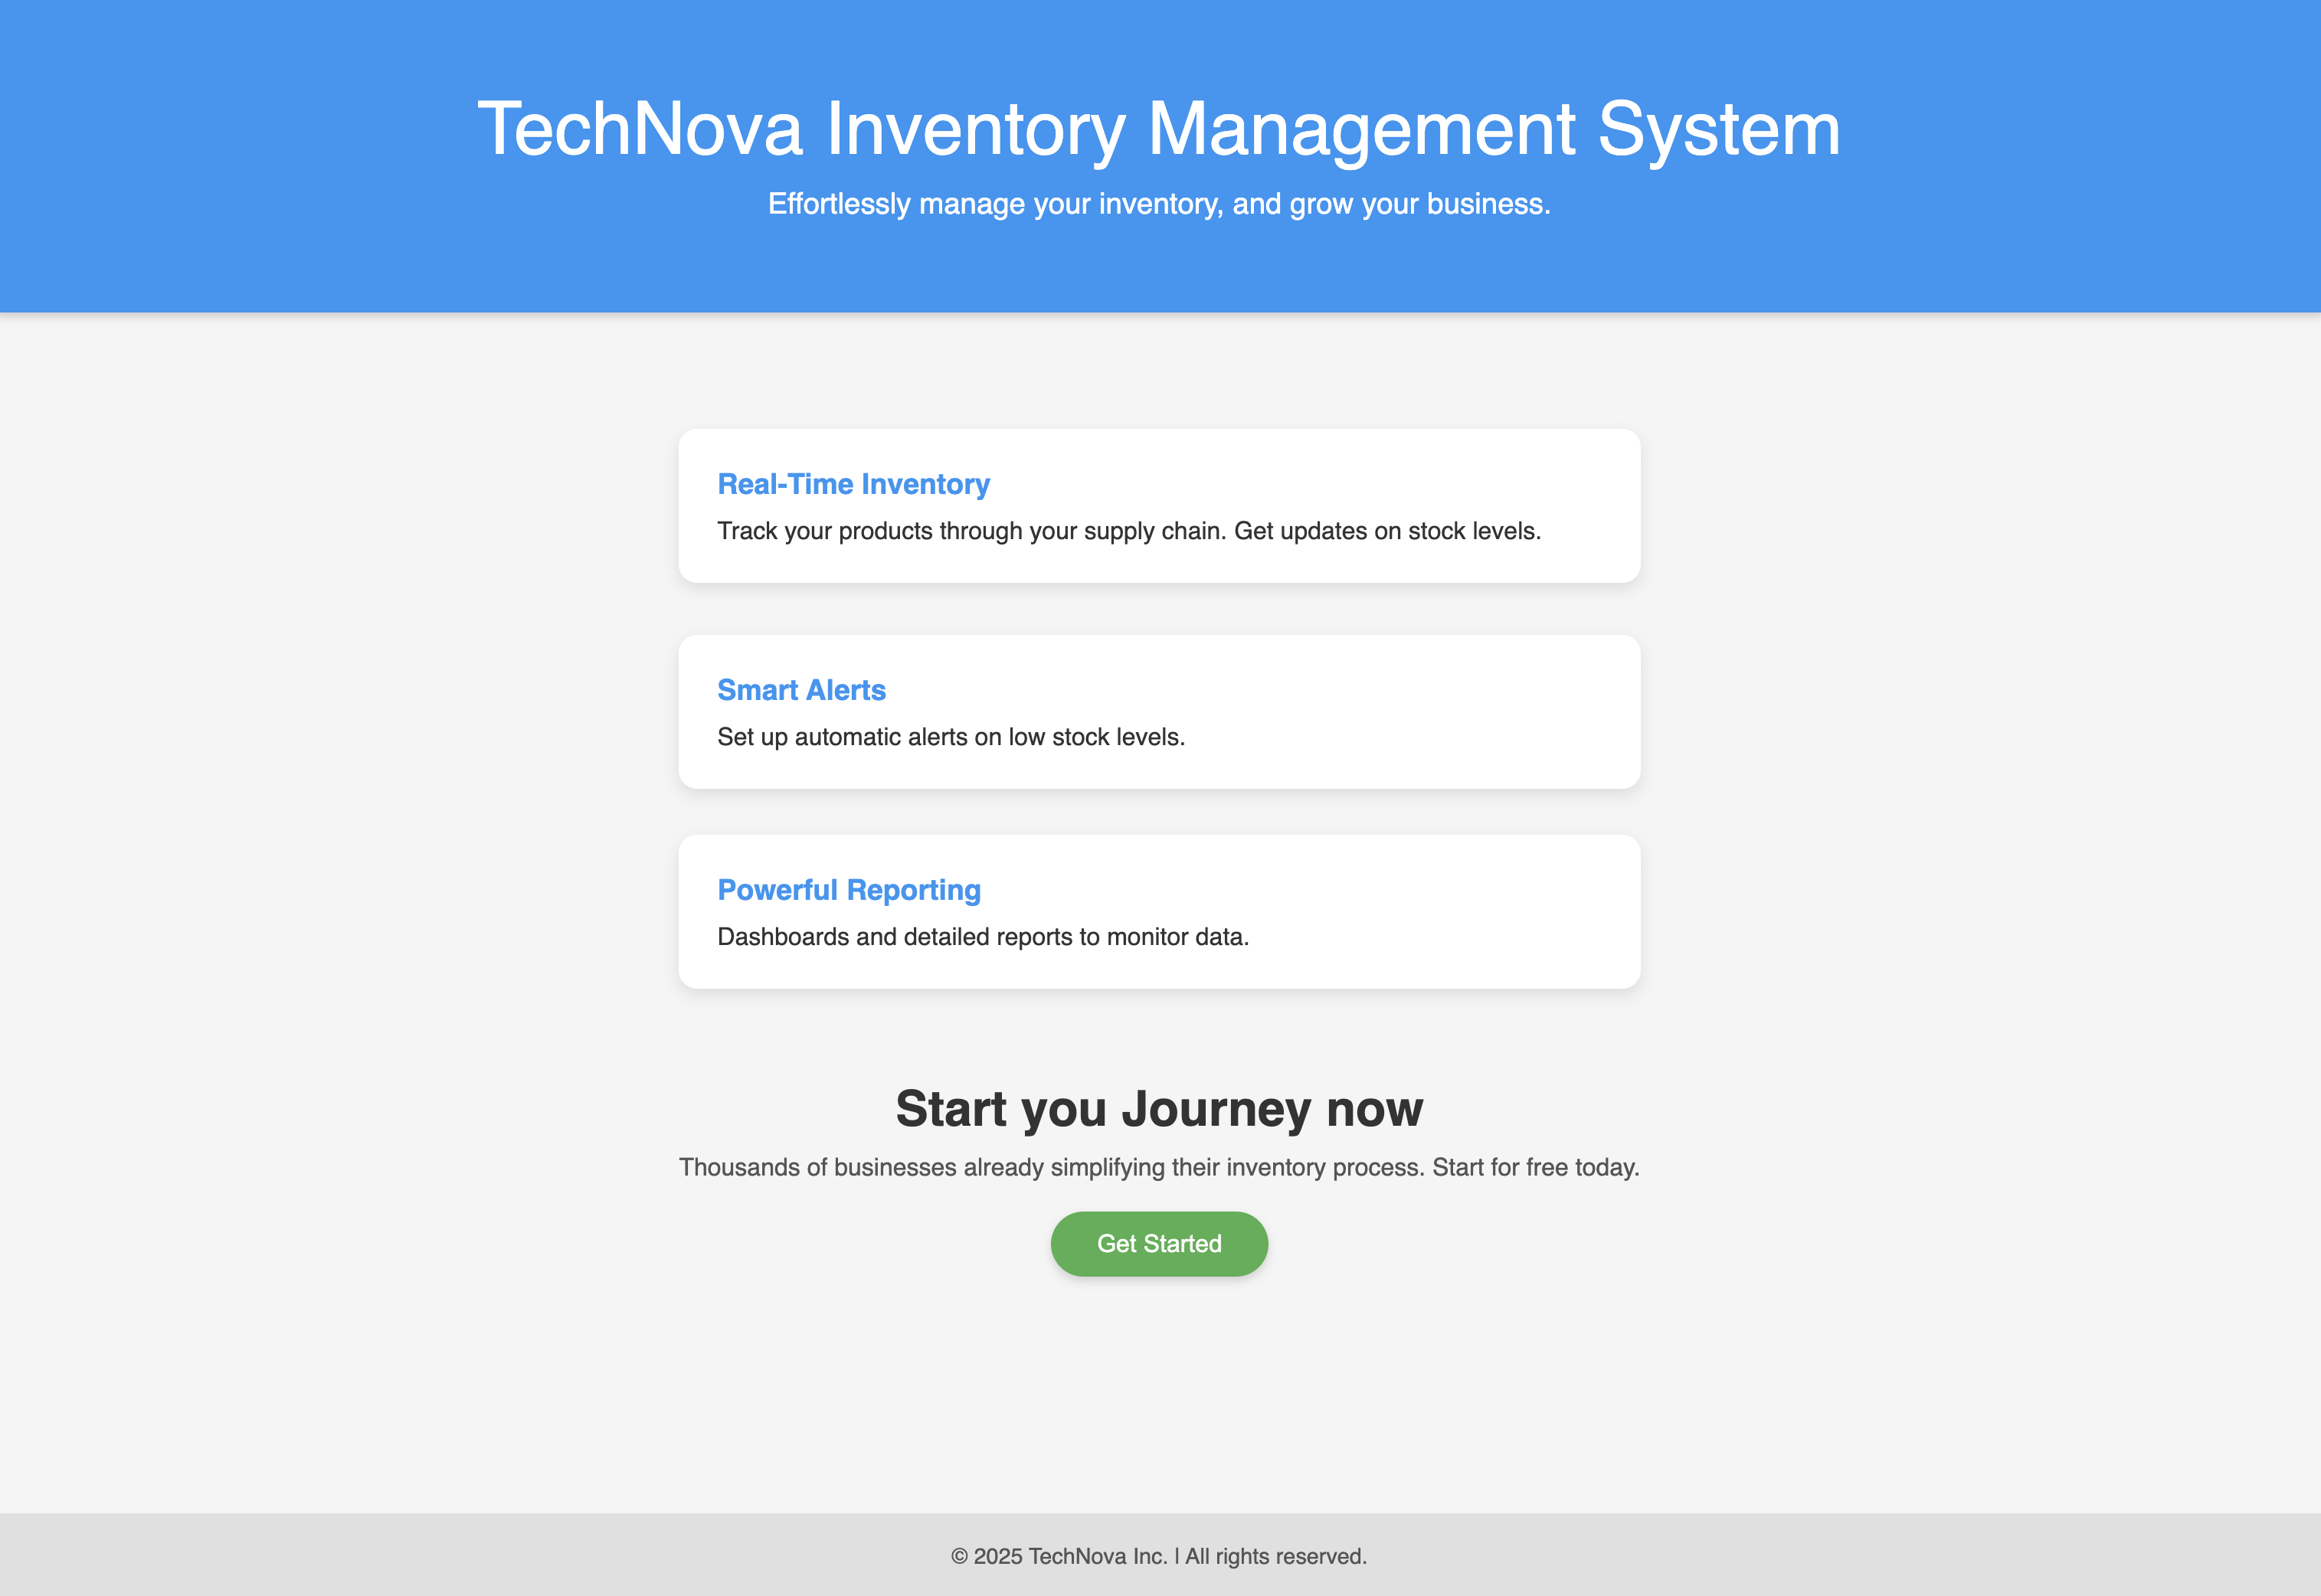 TechNova Inventory Management System
Effortlessly manage your inventory, and grow your business.
Real-Time Inventory
Track your products through your supply chain. Get updates on stock levels.
Smart Alerts
Set up automatic alerts on low stock levels.
Powerful Reporting
Dashboards and detailed reports to monitor data.
Start you Journey now
Thousands of businesses already simplifying their inventory process. Start for free today.
Get Started
© 2025 TechNova Inc. | All rights reserved.